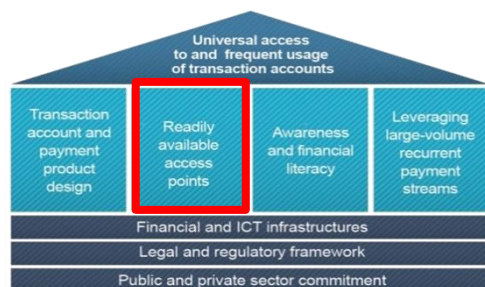 Universal access
to and frequent usage
of transaction accounts
Transaction
account and
payment
product
design
Readily
available
access
points
Awareness
and financial
literacy
Leveraging
large-volume
recurrent
payment
streams
Financial and ICT infrastructures
Legal and regulatory framework
Public and private sector commitment